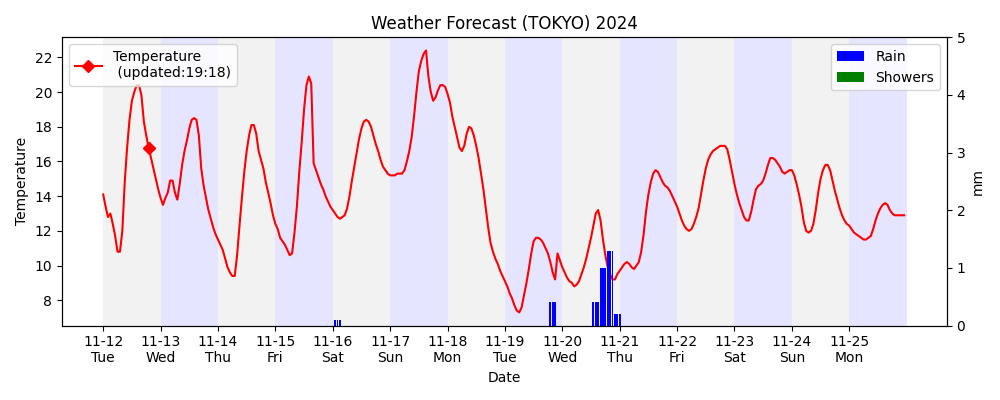 Weather Forecast (TOKYO) 2024
Temperature
(updated:19:18)
Rain
Showers
Temperature
22
20
18
16
14
12
10
8
5
4
3
2
1
0
mm
11-12 11-13 11-14 11-15 11-16 11-17 11-18 11-19 11-20 11-21 11-22 11-23 11-24 11-25
Tue Wed Thu Fri Sat Sun Mon Tue Wed Thu Fri Sat Sun Mon
Date